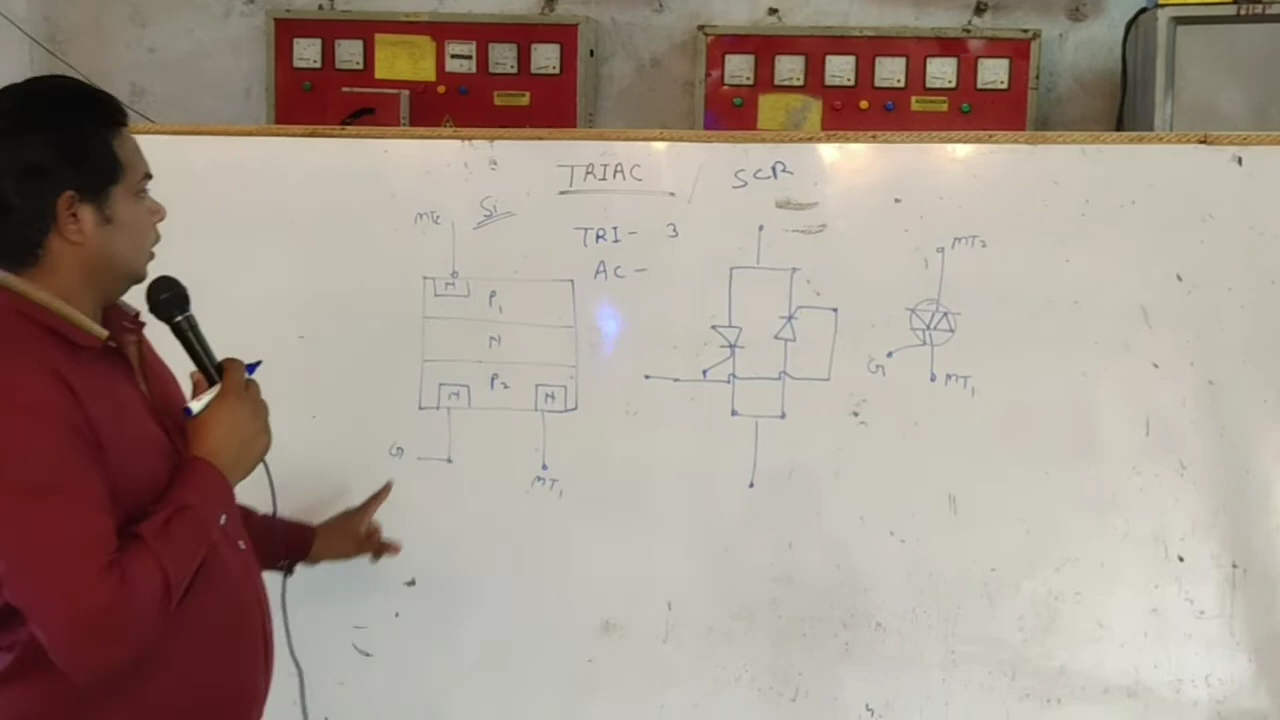 TRIAC / SCR
TRI- 3
AC-
Si
MT2
N
P1
N
P2
N
N
G
MT1
MT2
G
MT1